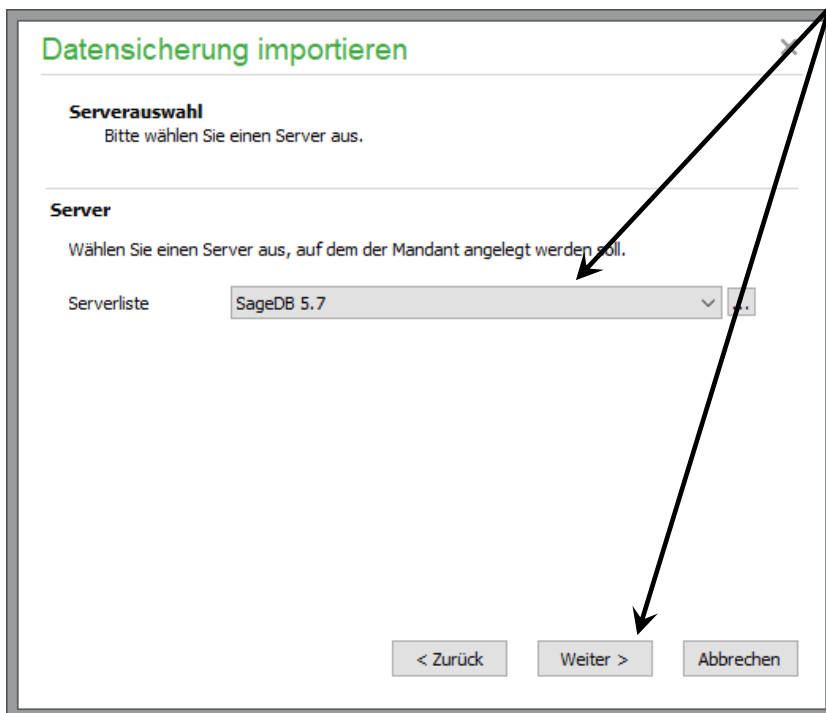 Datensicherung importieren
Serverauswahl
Bitte wählen Sie einen Server aus.
Server
Wählen Sie einen Server aus, auf dem der Mandant angelegt werden soll.
Serverliste SageDB 5.7 ...
< Zurück Weiter > Abbrechen